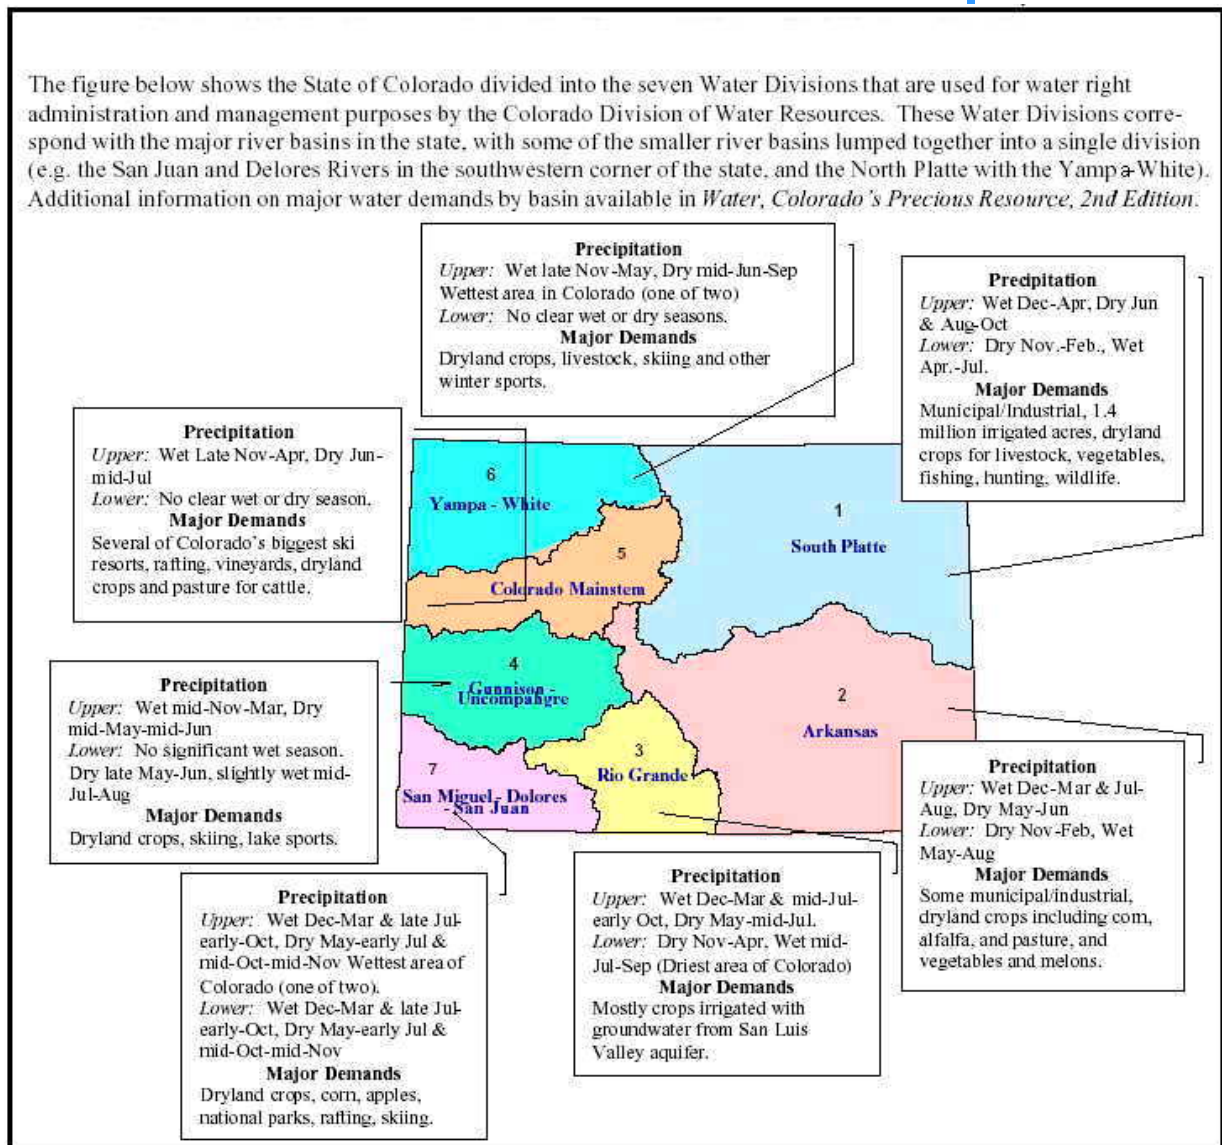 The figure below shows the State of Colorado divided into the seven Water Divisions that are used for water right
administration and management purposes by the Colorado Division of Water Resources. These Water Divisions corre-
spond with the major river basins in the state, with some of the smaller river basins lumped together into a single division
(e.g. the San Juan and Delores Rivers in the southwestern corner of the state, and the North Platte with the Yampa-White).
Additional information on major water demands by basin available in Water, Colorado's Precious Resource, 2nd Edition.
Precipitation
Upper: Wet late Nov-May, Dry mid-Jun-Sep
Wettest area in Colorado (one of two)
Lower: No clear wet or dry seasons.
Major Demands
Dryland crops, livestock, skiing and other
winter sports.
Precipitation
Upper: Wet Dec-Apr, Dry Jun
& Aug-Oct
Lower: Dry Nov.-Feb., Wet
Apr.-Jul.
Major Demands
Municipal/Industrial, 1.4
million irrigated acres, dryland
crops for livestock, vegetables,
fishing, hunting, wildlife.
Precipitation
Upper: Wet Late Nov-Apr, Dry Jun-
mid-Jul
Lower: No clear wet or dry season.
Major Demands
Several of Colorado's biggest ski
resorts, rafting, vineyards, dryland
crops and pasture for cattle.
6
Yampa - White
1
South Platte
5
Colorado Mainstem
4
Gunnison -
Uncompahgre
2
Arkansas
3
Rio Grande
7
San Miguel - Dolores
- San Juan
Precipitation
Upper: Wet mid-Nov-Mar, Dry
mid-May-mid-Jun
Lower: No significant wet season.
Dry late May-Jun, slightly wet mid-
Jul-Aug
Major Demands
Dryland crops, skiing, lake sports.
Precipitation
Upper: Wet Dec-Mar & Jul-
Aug, Dry May-Jun
Lower: Dry Nov-Feb, Wet
May-Aug
Major Demands
Some municipal/industrial,
dryland crops including corn,
alfalfa, and pasture, and
vegetables and melons.
Precipitation
Upper: Wet Dec-Mar & late Jul-
early-Oct, Dry May-early Jul &
mid-Oct-mid-Nov Wettest area of
Colorado (one of two).
Lower: Wet Dec-Mar & late Jul-
early-Oct, Dry May-early Jul &
mid-Oct-mid-Nov
Major Demands
Dryland crops, corn, apples,
national parks, rafting, skiing.
Precipitation
Upper: Wet Dec-Mar & mid-Jul-
early Oct, Dry May-mid-Jul.
Lower: Dry Nov-Apr, Wet mid-
Jul-Sep (Driest area of Colorado)
Major Demands
Mostly crops irrigated with
groundwater from San Luis
Valley aquifer.